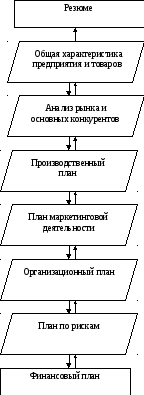 Резюме
Общая характеристика
предприятия и товаров
Анализ рынка и
основных конкурентов
Производственный
план
План маркетинговой
деятельности
Организационный план
План по рискам
Финансовый план